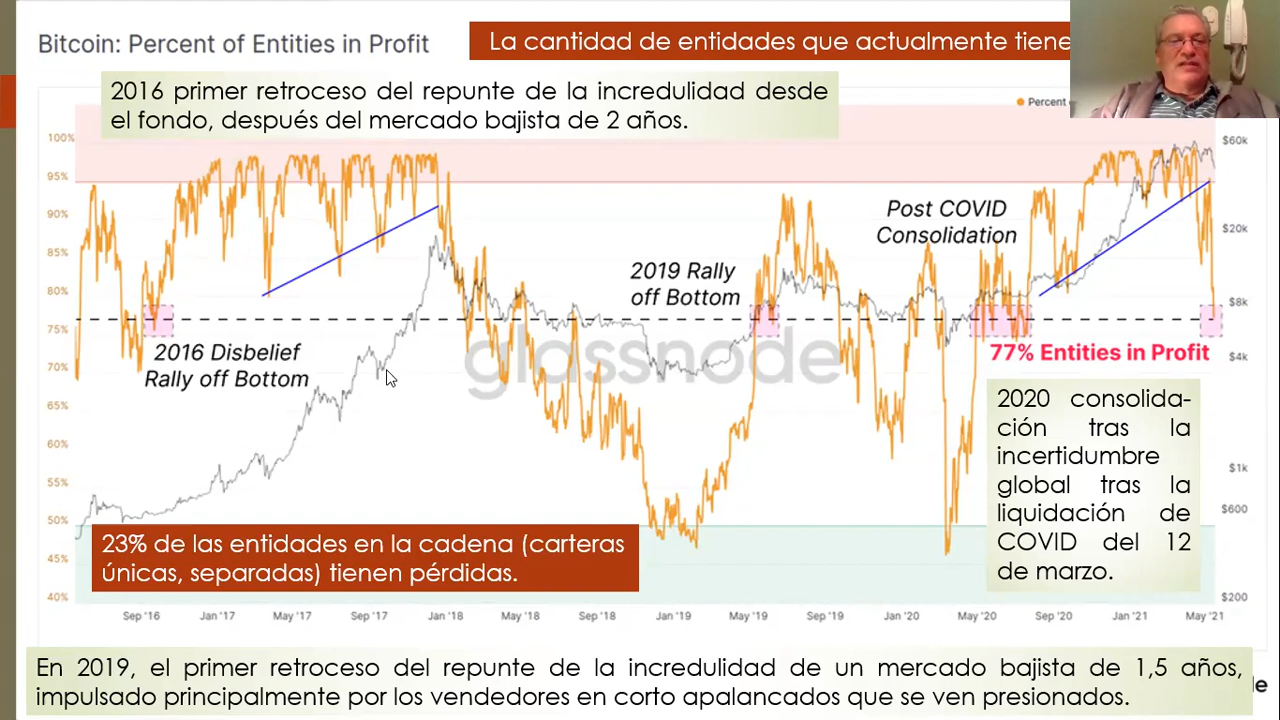 Bitcoin: Percent of Entities in Profit
La cantidad de entidades que actualmente tiene
2016 primer retroceso del repunte de la incredulidad desde
el fondo, después del mercado bajista de 2 años.
Percent
100%
95%
90%
85%
80%
75%
70%
65%
60%
55%
50%
45%
40%
$60k
$20k
$8k
$4k
$1k
$600
$200
Post COVID
Consolidation
2019 Rally
off Bottom
2016 Disbelief
Rally off Bottom
glassnode
77% Entities in Profit
2020 consolida-
ción tras la
incertidumbre
global tras la
liquidación de
COVID del 12
de marzo.
23% de las entidades en la cadena (carteras
únicas, separadas) tienen pérdidas.
Sep '16
Jan '17
May '17
Sep '17
Jan '18
May '18
Sep '18
Jan '19
May '19
Sep '19
Jan '20
May '20
Sep '20
Jan '21
May '21
En 2019, el primer retroceso del repunte de la incredulidad de un mercado bajista de 1,5 años,
impulsado principalmente por los vendedores en corto apalancados que se ven presionados.